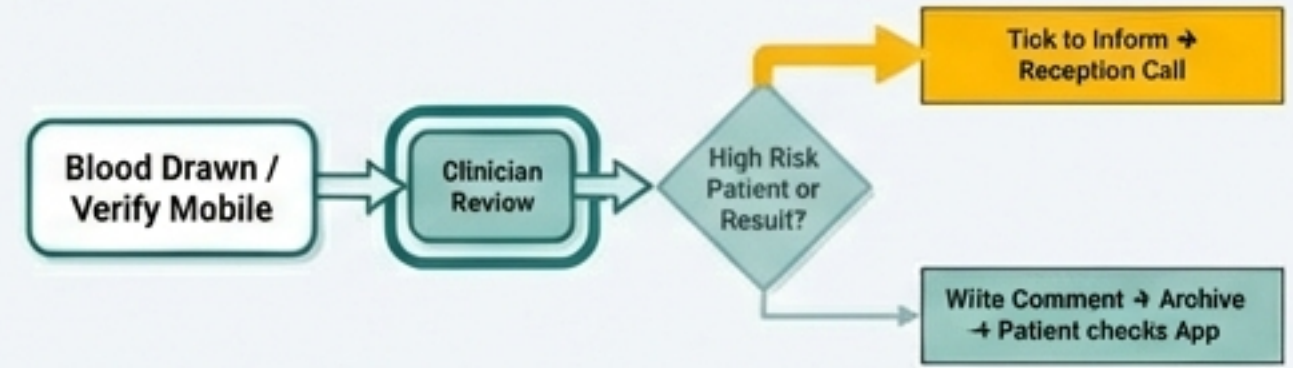 Blood Drawn /
Verify Mobile
Clinician
Review
High Risk
Patient or
Result?
Tick to Inform →
Reception Call
Wiite Comment → Archive
→ Patient checks App